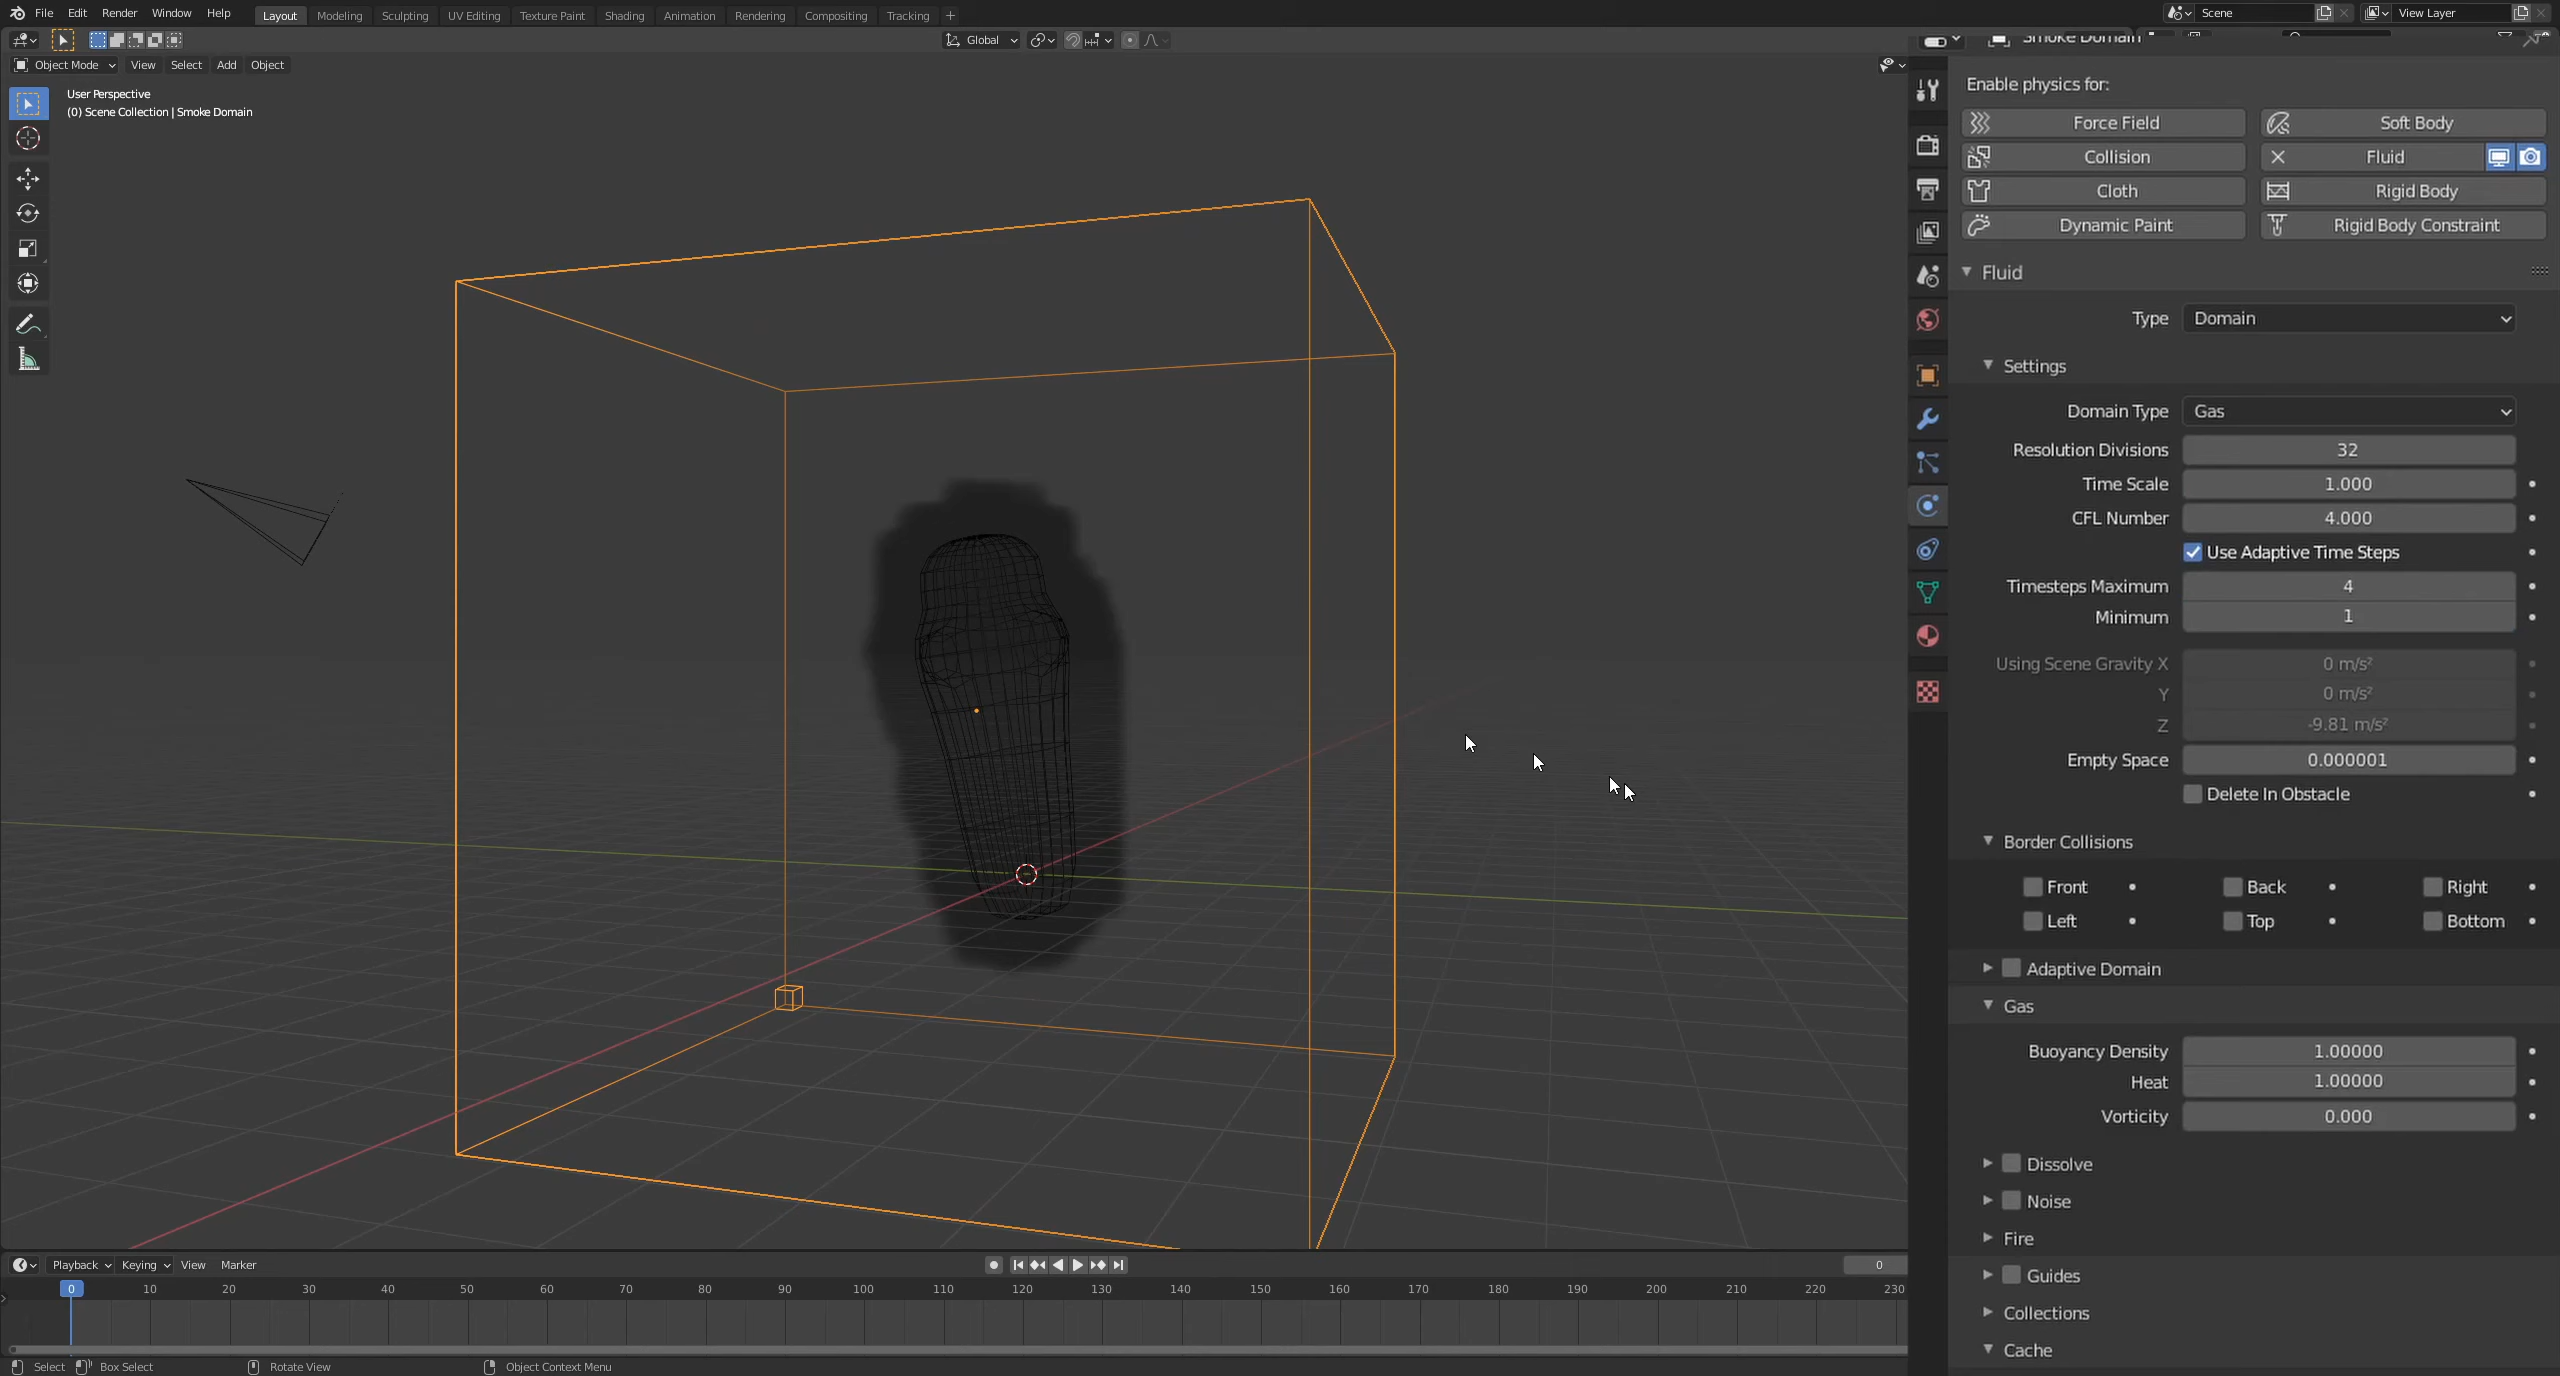 File Edit Render Window Help Layout Modeling Sculpting UV Editing Texture Paint Shading Animation Rendering Compositing Tracking + Scene View Layer
Global
Object Mode View Select Add Object
User Perspective
(0) Scene Collection | Smoke Domain
Smoke Domain
Enable physics for:
Force Field Soft Body
Collision Fluid
Cloth Rigid Body
Dynamic Paint Rigid Body Constraint
Fluid
Type Domain
Settings
Domain Type Gas
Resolution Divisions 32
Time Scale 1.000
CFL Number 4.000
Use Adaptive Time Steps
Timesteps Maximum 4
Minimum 1
Using Scene Gravity X 0 m/s²
Y 0 m/s²
Z -9.81 m/s²
Empty Space 0.000001
Delete In Obstacle
Border Collisions
Front Back Right
Left Top Bottom
Adaptive Domain
Gas
Buoyancy Density 1.00000
Heat 1.00000
Vorticity 0.000
Dissolve
Noise
Fire
Guides
Collections
Cache
Playback Keying View Marker 0
0 10 20 30 40 50 60 70 80 90 100 110 120 130 140 150 160 170 180 190 200 210 220 230
Select Box Select Rotate View Object Context Menu